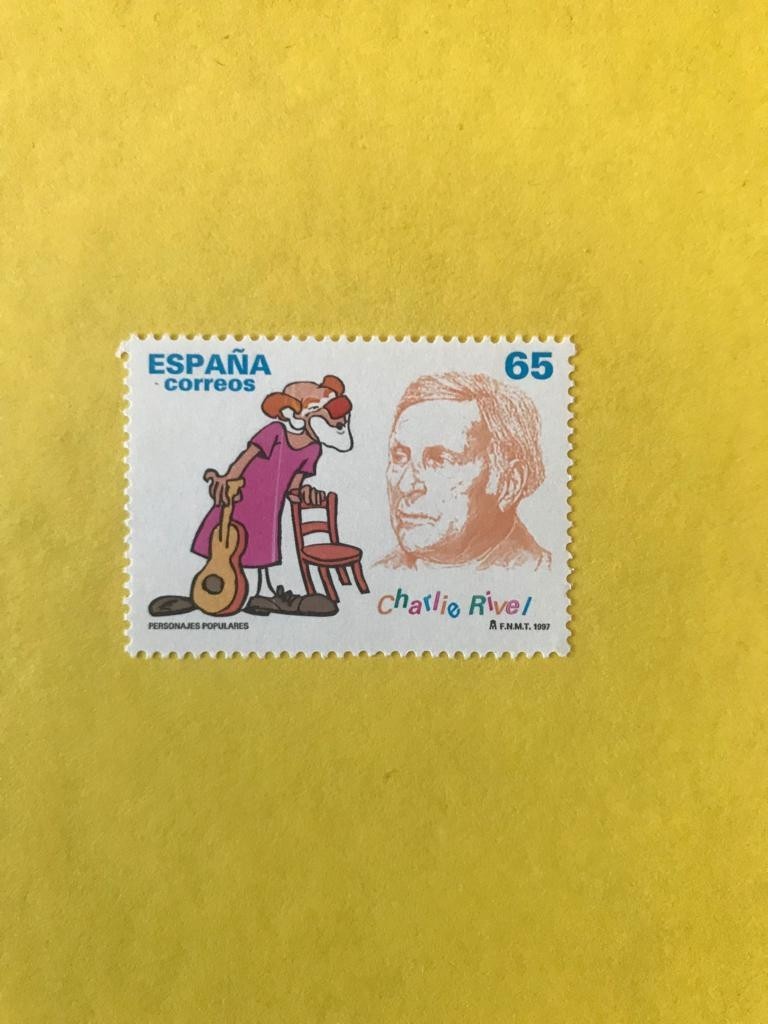 ESPAÑA 65
correos
Charlie Rivel
PERSONAJES POPULARES F.N.M.T. 1997